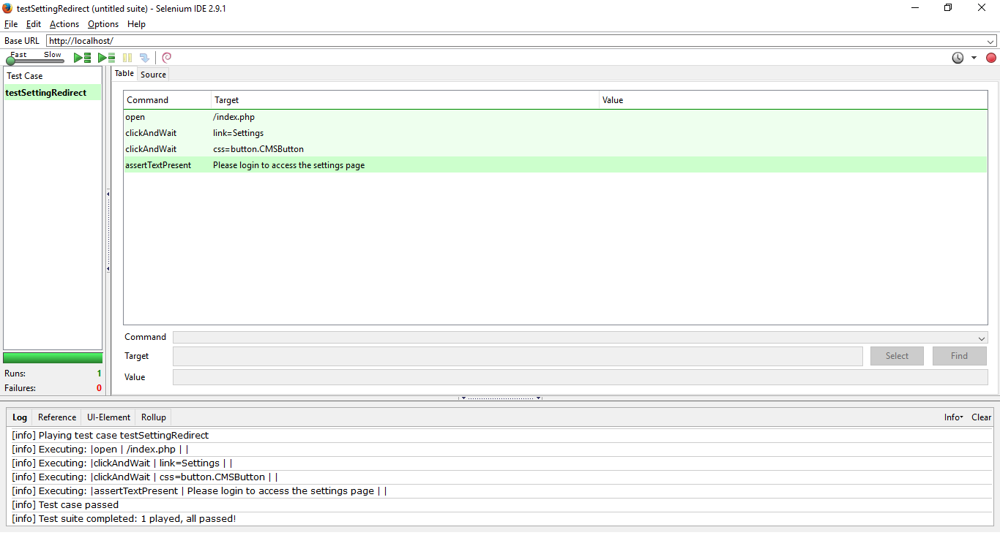 testSettingRedirect (untitled suite) - Selenium IDE 2.9.1
File Edit Actions Options Help
Base URL http://localhost/
Fast Slow
Test Case
testSettingRedirect
Runs: 1
Failures: 0
Table Source
Command Target Value
open /index.php
clickAndWait link=Settings
clickAndWait css=button.CMSButton
assertTextPresent Please login to access the settings page
Command
Target Select Find
Value
Log Reference UI-Element Rollup Info Clear
[info] Playing test case testSettingRedirect
[info] Executing: |open | /index.php | |
[info] Executing: |clickAndWait | link=Settings | |
[info] Executing: |clickAndWait | css=button.CMSButton | |
[info] Executing: |assertTextPresent | Please login to access the settings page | |
[info] Test case passed
[info] Test suite completed: 1 played, all passed!